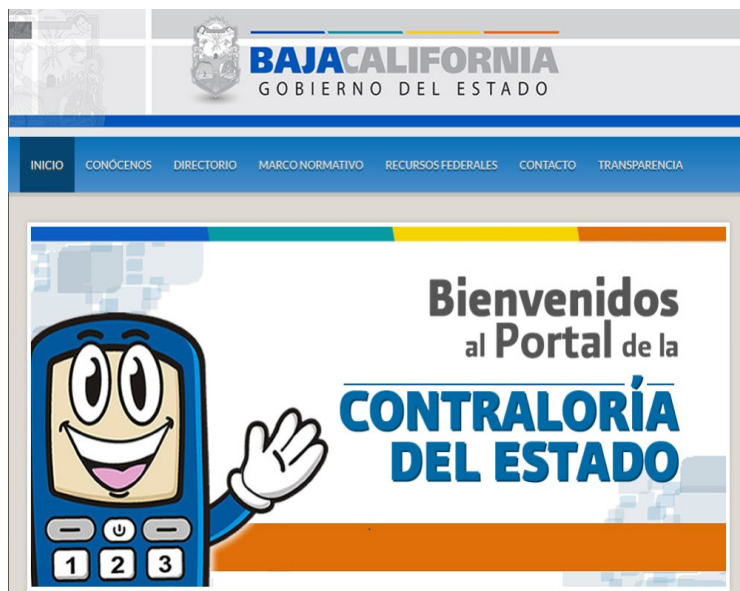 BAJACALIFORNIA
GOBIERNO DEL ESTADO
INICIO CONÓCENOS DIRECTORIO MARCO NORMATIVO RECURSOS FEDERALES CONTACTO TRANSPARENCIA
Bienvenidos
al Portal de la
CONTRALORÍA
DEL ESTADO
1 2 3